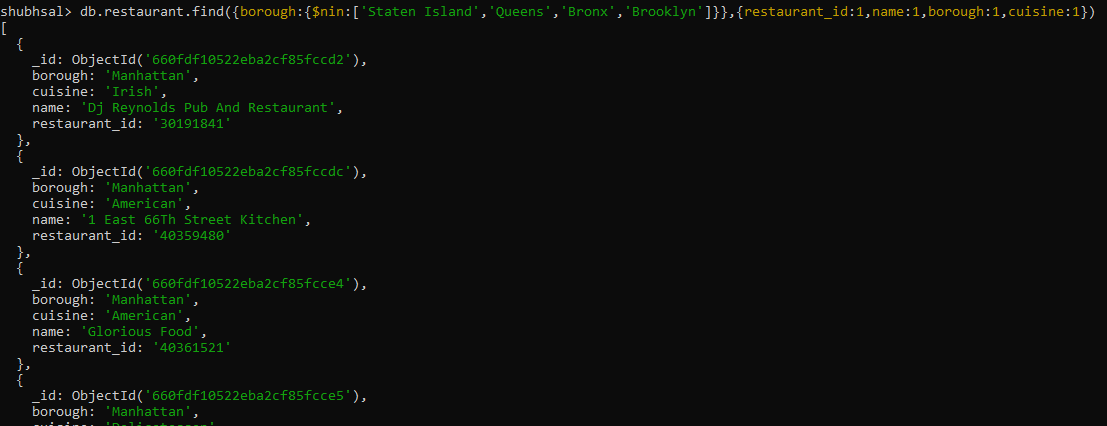 shubhsal> db.restaurant.find({borough:{$nin:['Staten Island','Queens','Bronx','Brooklyn']}},{restaurant_id:1,name:1,borough:1,cuisine:1})
[
  {
    _id: ObjectId('660fdf10522eba2cf85fccd2'),
    borough: 'Manhattan',
    cuisine: 'Irish',
    name: 'Dj Reynolds Pub And Restaurant',
    restaurant_id: '30191841'
  },
  {
    _id: ObjectId('660fdf10522eba2cf85fccdc'),
    borough: 'Manhattan',
    cuisine: 'American',
    name: '1 East 66Th Street Kitchen',
    restaurant_id: '40359480'
  },
  {
    _id: ObjectId('660fdf10522eba2cf85fcce4'),
    borough: 'Manhattan',
    cuisine: 'American',
    name: 'Glorious Food',
    restaurant_id: '40361521'
  },
  {
    _id: ObjectId('660fdf10522eba2cf85fcce5'),
    borough: 'Manhattan',